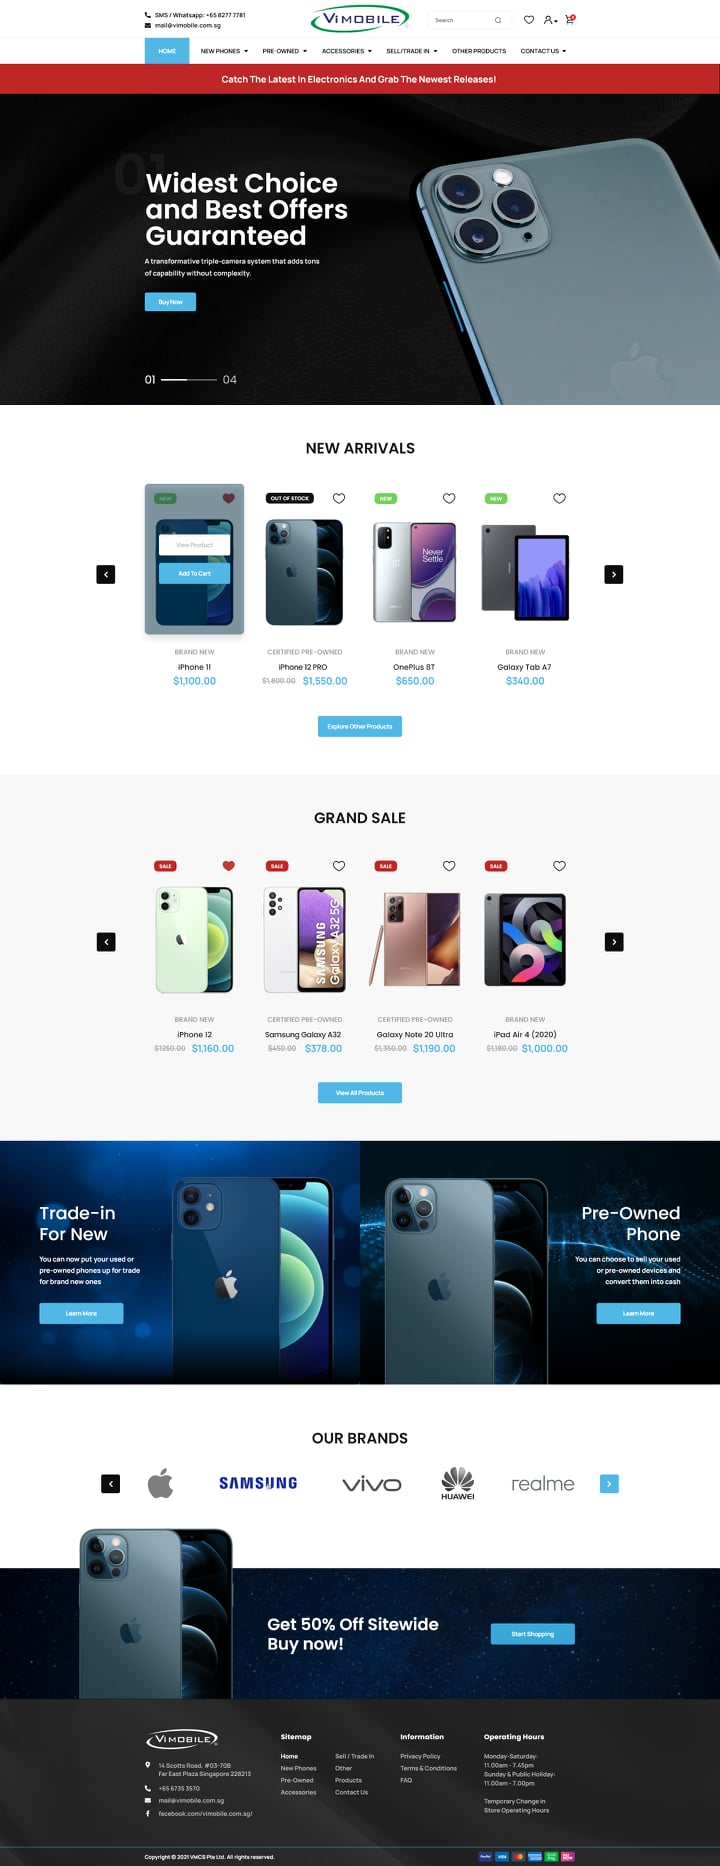 SMS / Whatsapp: +65 8277 7781
mail@vimobile.com.sg
VIMOBILE
Search
HOME
NEW PHONES
PRE-OWNED
ACCESSORIES
SELL/TRADE IN
OTHER PRODUCTS
CONTACT US
Catch The Latest In Electronics And Grab The Newest Releases!
01
Widest Choice
and Best Offers
Guaranteed
A transformative triple-camera system that adds tons
of capability without complexity.
Buy Now
01
04
NEW ARRIVALS
NEW
OUT OF STOCK
NEW
NEW
View Product
Add To Cart
Never
Settle
SAMSUNG
BRAND NEW
iPhone 11
$1,100.00
CERTIFIED PRE-OWNED
iPhone 12 PRO
$1,800.00 $1,550.00
BRAND NEW
OnePlus 8T
$650.00
BRAND NEW
Galaxy Tab A7
$340.00
Explore Other Products
GRAND SALE
SALE
SALE
SALE
SALE
SAMSUNG
Galaxy A32 5G
BRAND NEW
iPhone 12
$1250.00 $1,160.00
CERTIFIED PRE-OWNED
Samsung Galaxy A32
$450.00 $378.00
CERTIFIED PRE-OWNED
Galaxy Note 20 Ultra
$1,350.00 $1,190.00
BRAND NEW
iPad Air 4 (2020)
$1,180.00 $1,000.00
View All Products
Trade-in
For New
You can now put your used or
pre-owned phones up for trade
for brand new ones
Learn More
Pre-Owned
Phone
You can choose to sell your used
or pre-owned devices and
convert them into cash
Learn More
OUR BRANDS
SAMSUNG
vivo
HUAWEI
realme
Get 50% Off Sitewide
Buy now!
Start Shopping
VIMOBILE
14 Scotts Road, #03-70B
Far East Plaza Singapore 228213
+65 6735 3570
mail@vimobile.com.sg
facebook.com/vimobile.com.sg/
Sitemap
Home
New Phones
Pre-Owned
Accessories
Sell / Trade In
Other
Products
Contact Us
Information
Privacy Policy
Terms & Conditions
FAQ
Operating Hours
Monday-Saturday:
11.00am - 7.45pm
Sunday & Public Holiday:
11.00am - 7.00pm
Temporary Change in
Store Operating Hours
Copyright © 2021 VMCS Pte Ltd. All rights reserved.
PayPal
VISA